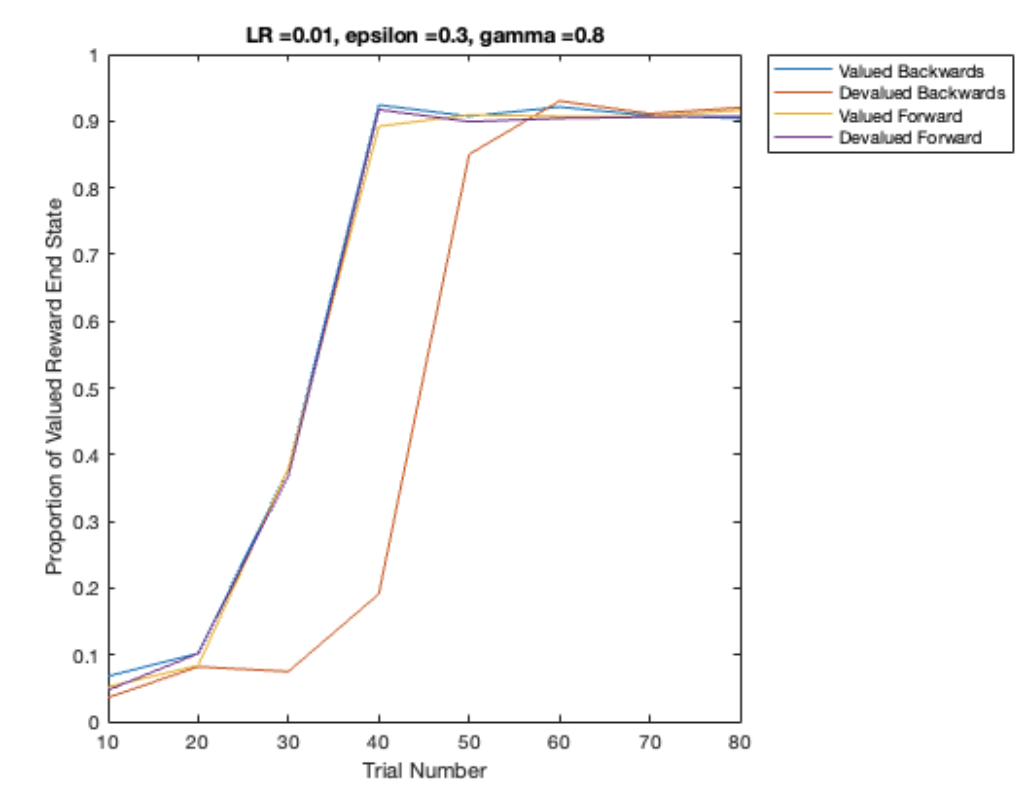 LR =0.01, epsilon =0.3, gamma =0.8
Valued Backwards
Devalued Backwards
Valued Forward
Devalued Forward
Proportion of Valued Reward End State
1
0.9
0.8
0.7
0.6
0.5
0.4
0.3
0.2
0.1
0
10 20 30 40 50 60 70 80
Trial Number